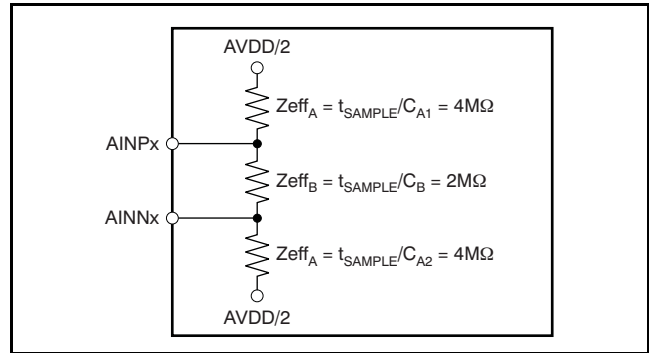 AVDD/2
Zeff_A = t_SAMPLE/C_A1 = 4MΩ
AINPx
Zeff_B = t_SAMPLE/C_B = 2MΩ
AINNx
Zeff_A = t_SAMPLE/C_A2 = 4MΩ
AVDD/2